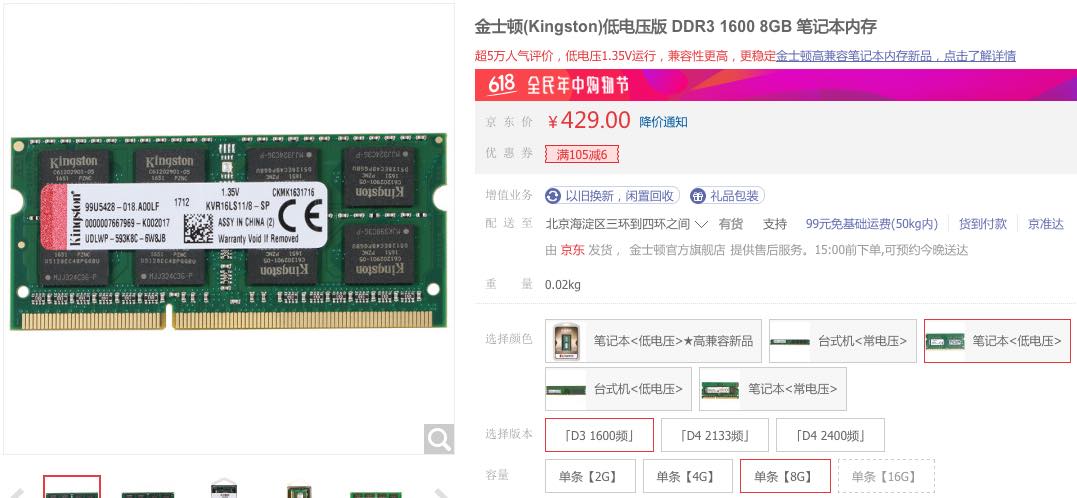 金士顿(Kingston)低电压版 DDR3 1600 8GB 笔记本内存
超5万人气评价，低电压1.35V运行，兼容性更高，更稳定金士顿高兼容笔记本内存新品，点击了解详情
618 全民年中购物节
京东价 ￥429.00 降价通知
优惠券 满105减6
增值业务 以旧换新，闲置回收 礼品包装
配送至 北京海淀区三环到四环之间 有货 支持 99元免基础运费(50kg内) 货到付款 京准达
由 京东 发货， 金士顿官方旗舰店 提供售后服务。15:00前下单,可预约今晚送达
重量 0.02kg
选择颜色 笔记本<低电压>★高兼容新品 台式机<常电压> 笔记本<低电压>
台式机<低电压> 笔记本<常电压>
选择版本 「D3 1600频」 「D4 2133频」 「D4 2400频」
容量 单条【2G】 单条【4G】 单条【8G】 单条【16G】
Kingston Kingston
Kingston
1.35V CKMK1631716
99U5428-018.A00LF 1712 KVR16LS11/8-SP
0000007667969-K002017 ASSY IN CHINA (2) CE
UDLWP-593K8C-6W8J8 Warranty Void If Removed
Kingston Kingston